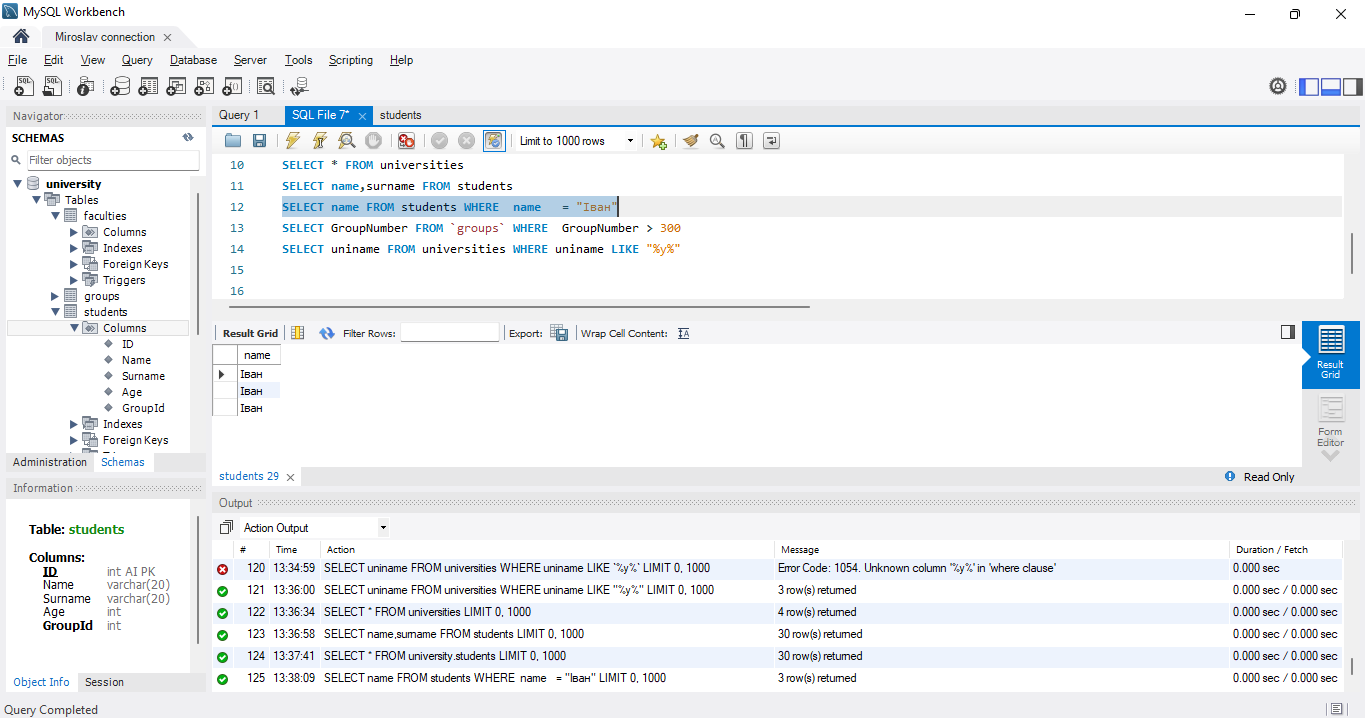 MySQL Workbench
Miroslav connection
File Edit View Query Database Server Tools Scripting Help
Navigator
SCHEMAS
Filter objects
university
Tables
faculties
Columns
Indexes
Foreign Keys
Triggers
groups
students
Columns
ID
Name
Surname
Age
GroupId
Indexes
Foreign Keys
Administration Schemas
Information
Table: students
Columns:
ID int AI PK
Name varchar(20)
Surname varchar(20)
Age int
GroupId int
Object Info Session
Query 1 SQL File 7* students
Limit to 1000 rows
10 SELECT * FROM universities
11 SELECT name,surname FROM students
12 SELECT name FROM students WHERE name = "Іван"
13 SELECT GroupNumber FROM `groups` WHERE GroupNumber > 300
14 SELECT uniname FROM universities WHERE uniname LIKE "%y%"
15
16
Result Grid Filter Rows: Export: Wrap Cell Content:
name
Іван
Іван
Іван
Result
Grid
Form
Editor
students 29 Read Only
Output
Action Output
# Time Action Message Duration / Fetch
120 13:34:59 SELECT uniname FROM universities WHERE uniname LIKE `%y%` LIMIT 0, 1000 Error Code: 1054. Unknown column '%y%' in 'where clause' 0.000 sec
121 13:36:00 SELECT uniname FROM universities WHERE uniname LIKE "%y%" LIMIT 0, 1000 3 row(s) returned 0.000 sec / 0.000 sec
122 13:36:34 SELECT * FROM universities LIMIT 0, 1000 4 row(s) returned 0.000 sec / 0.000 sec
123 13:36:58 SELECT name,surname FROM students LIMIT 0, 1000 30 row(s) returned 0.000 sec / 0.000 sec
124 13:37:41 SELECT * FROM university.students LIMIT 0, 1000 30 row(s) returned 0.000 sec / 0.000 sec
125 13:38:09 SELECT name FROM students WHERE name = "Іван" LIMIT 0, 1000 3 row(s) returned 0.000 sec / 0.000 sec
Query Completed